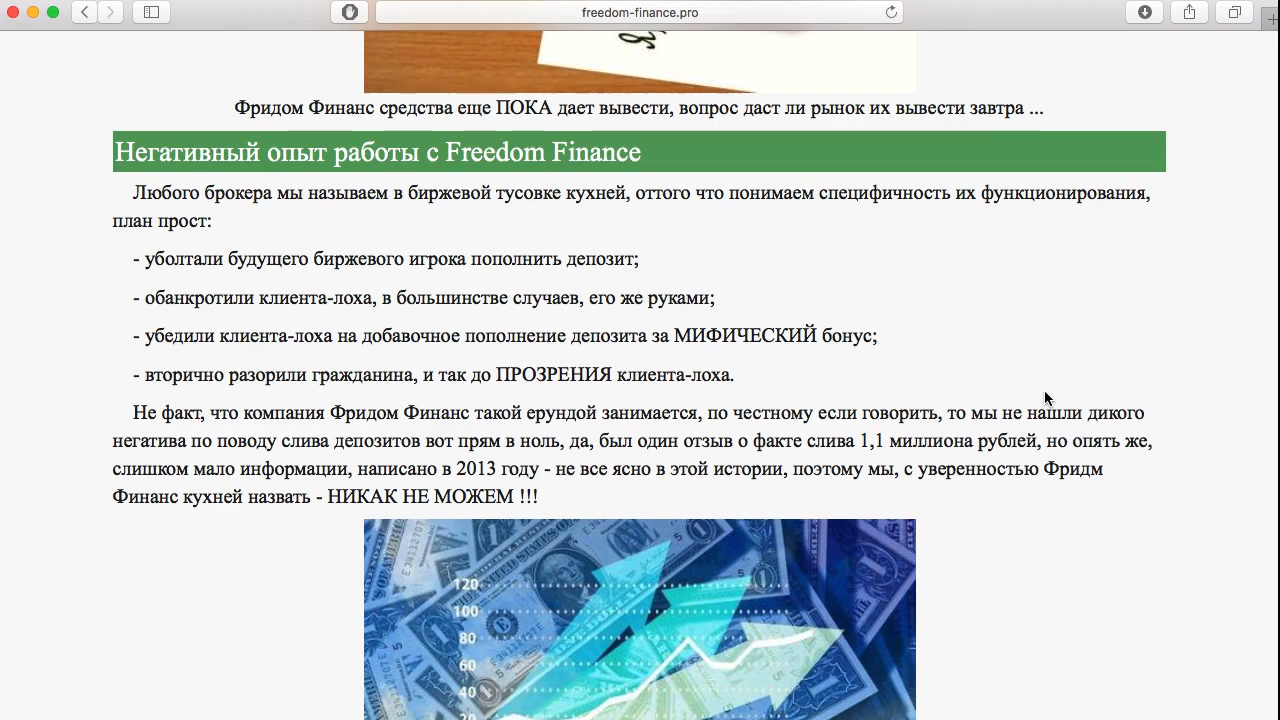 freedom-finance.pro
Фридом Финанс средства еще ПОКА дает вывести, вопрос даст ли рынок их вывести завтра ...
Негативный опыт работы с Freedom Finance
Любого брокера мы называем в биржевой тусовке кухней, оттого что понимаем специфичность их функционирования,
план прост:
- уболтали будущего биржевого игрока пополнить депозит;
- обанкротили клиента-лоха, в большинстве случаев, его же руками;
- убедили клиента-лоха на добавочное пополнение депозита за МИФИЧЕСКИЙ бонус;
- вторично разорили гражданина, и так до ПРОЗРЕНИЯ клиента-лоха.
Не факт, что компания Фридом Финанс такой ерундой занимается, по честному если говорить, то мы не нашли дикого
негатива по поводу слива депозитов вот прям в ноль, да, был один отзыв о факте слива 1,1 миллиона рублей, но опять же,
слишком мало информации, написано в 2013 году - не все ясно в этой истории, поэтому мы, с уверенностью Фридм
Финанс кухней назвать - НИКАК НЕ МОЖЕМ !!!
120
100
80
60
40
20